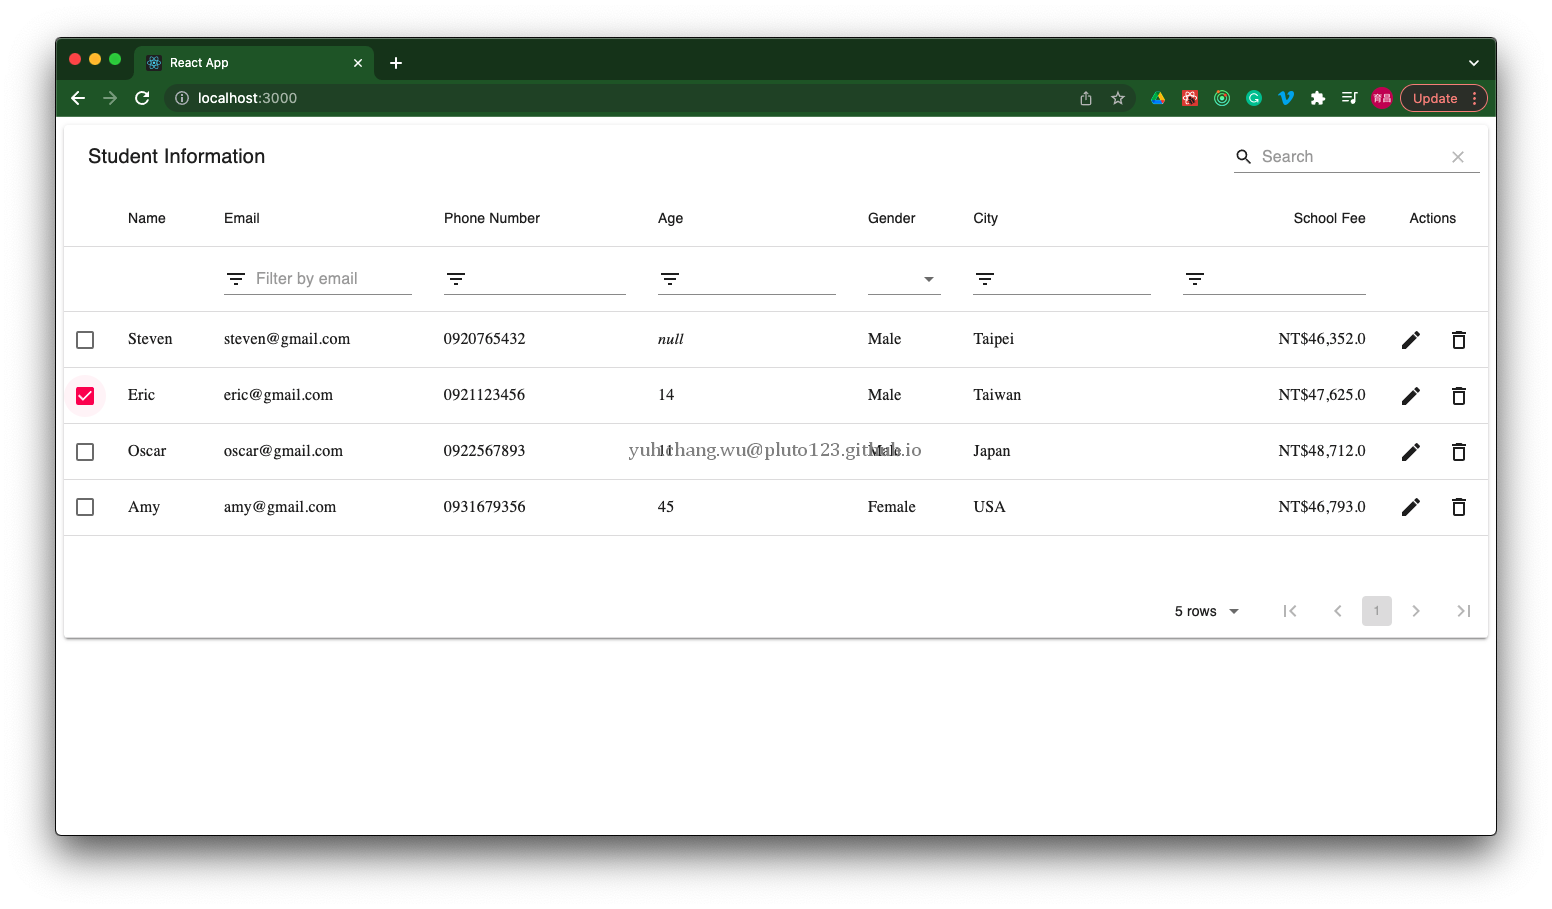 React App
localhost:3000
育昌
Update
Student Information
Search
Name Email Phone Number Age Gender City School Fee Actions
Filter by email
Steven steven@gmail.com 0920765432 null Male Taipei NT$46,352.0
Eric eric@gmail.com 0921123456 14 Male Taiwan NT$47,625.0
Oscar oscar@gmail.com 0922567893 11 Male Japan NT$48,712.0
yuhchang.wu@pluto123.github.io
Amy amy@gmail.com 0931679356 45 Female USA NT$46,793.0
5 rows 1